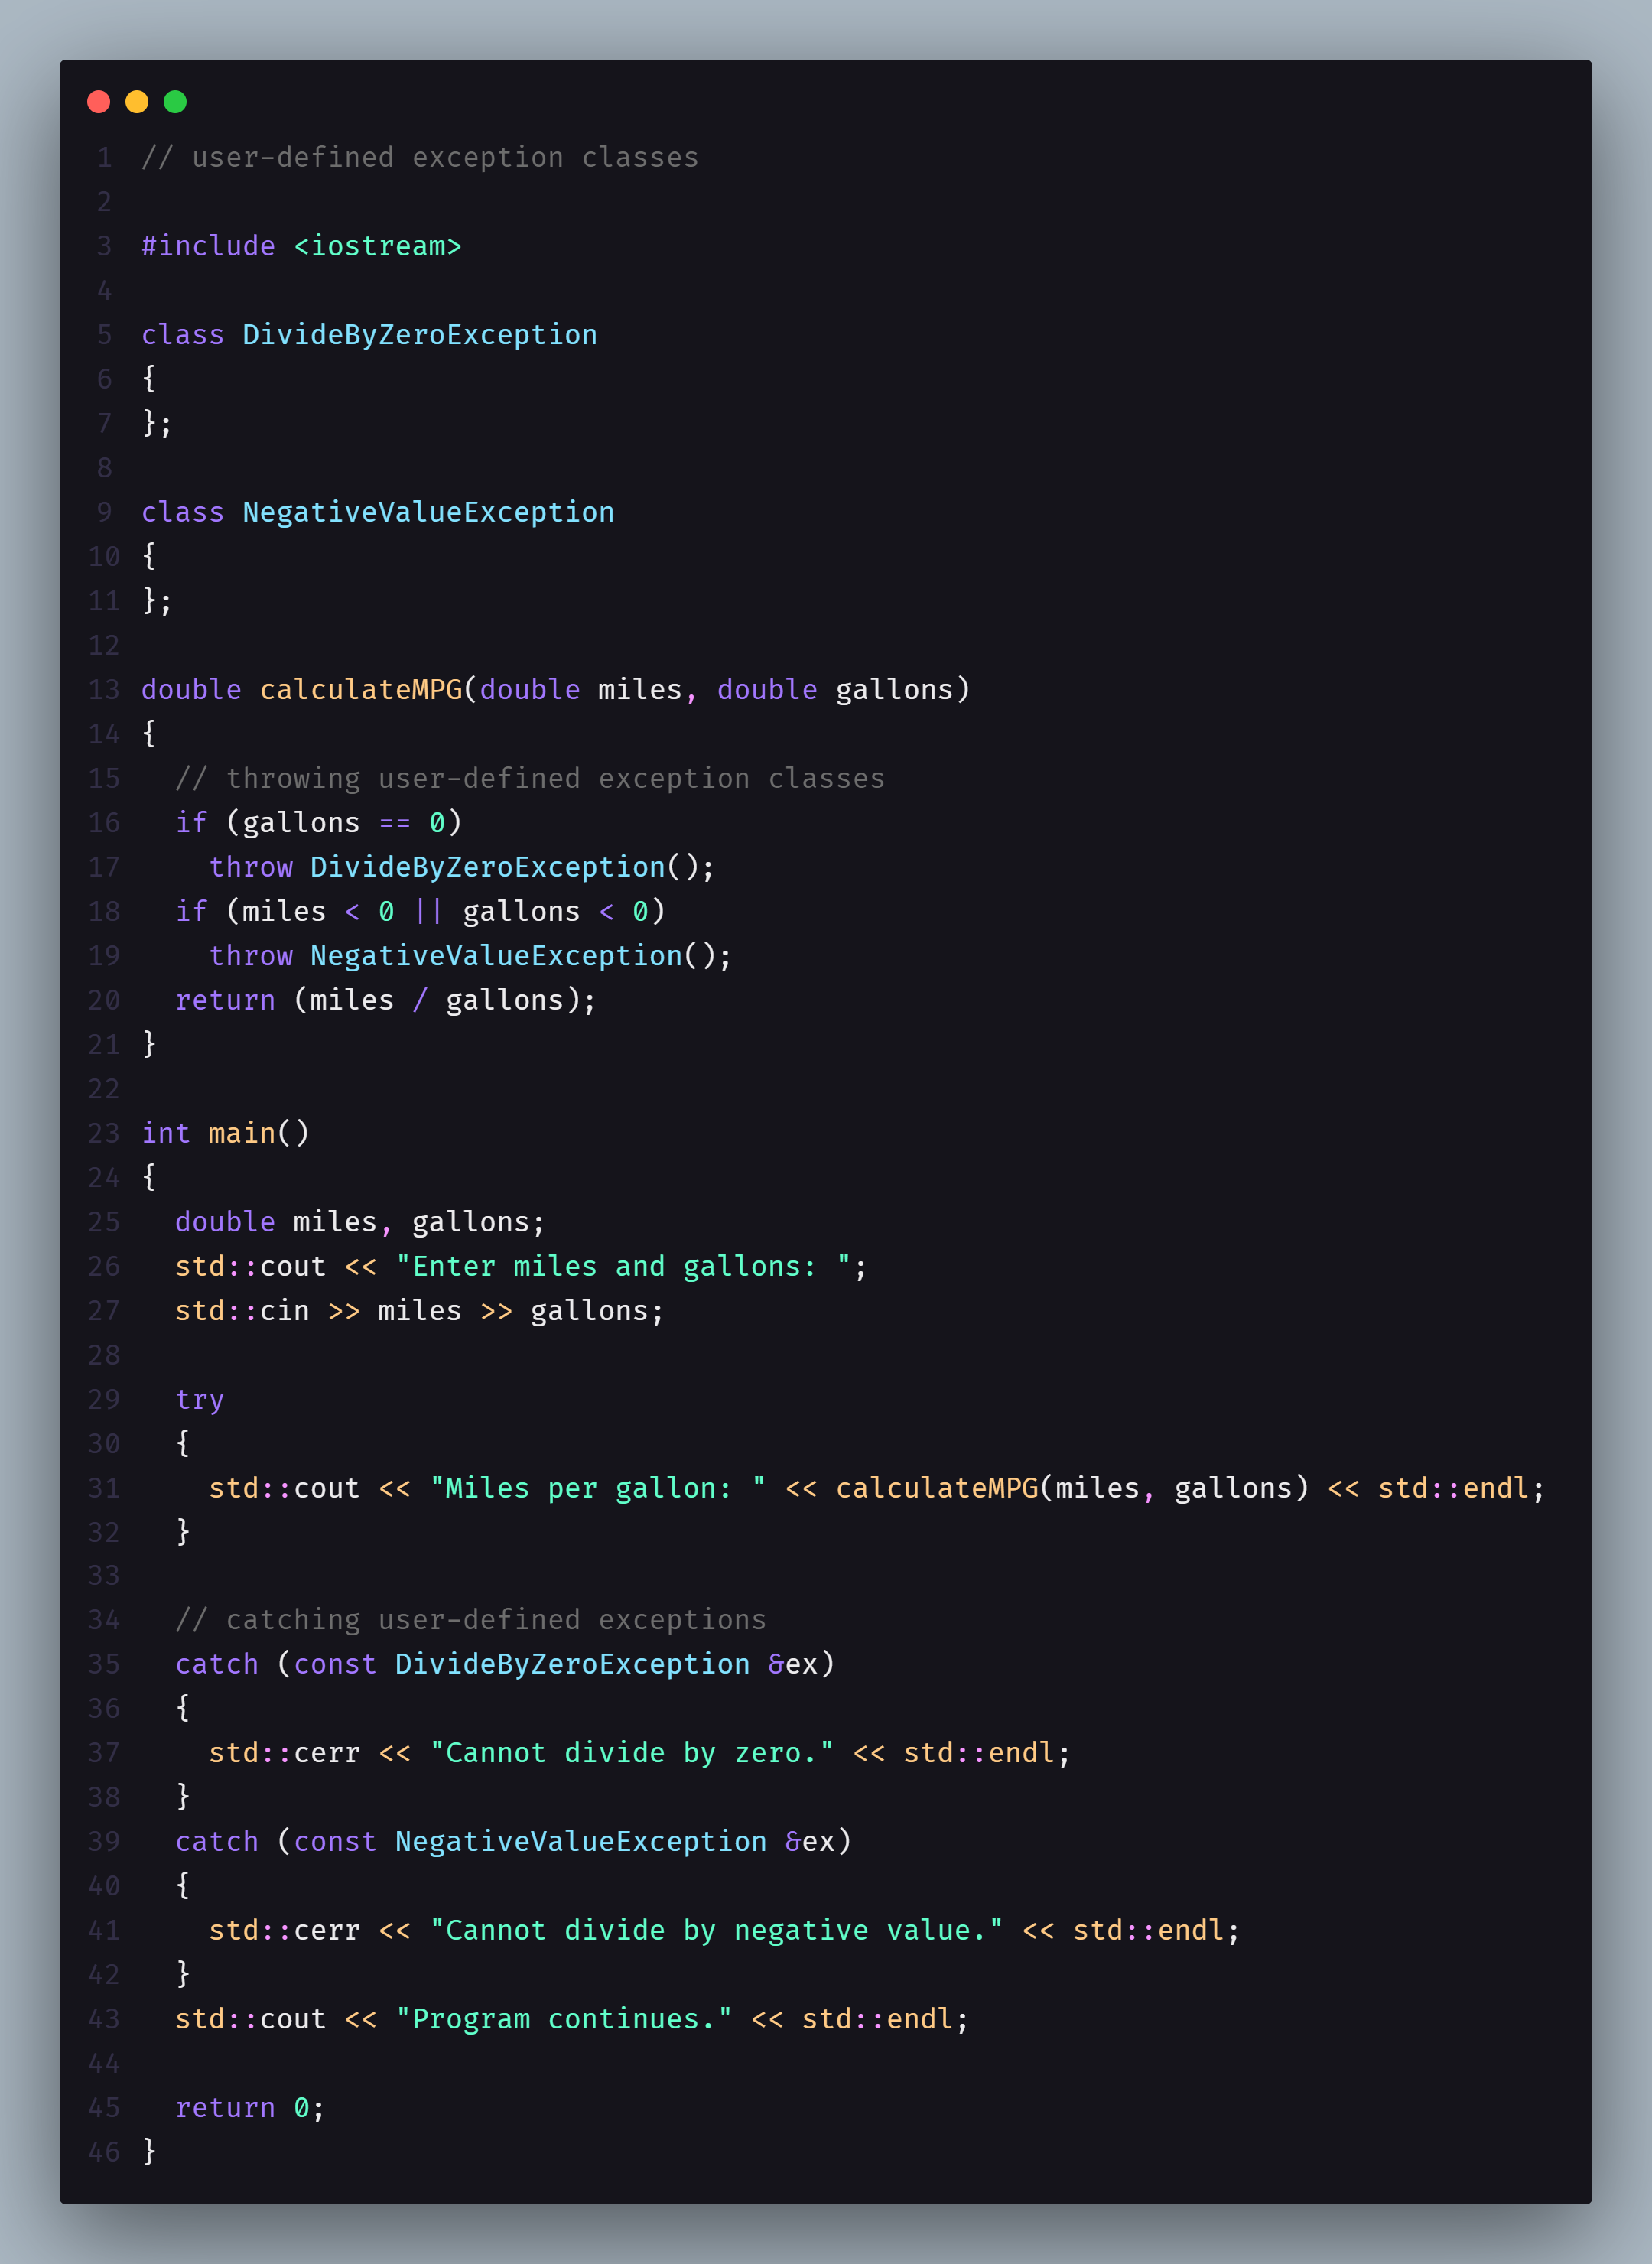 1 // user-defined exception classes
2
3 #include <iostream>
4
5 class DivideByZeroException
6 {
7 };
8
9 class NegativeValueException
10 {
11 };
12
13 double calculateMPG(double miles, double gallons)
14 {
15   // throwing user-defined exception classes
16   if (gallons == 0)
17     throw DivideByZeroException();
18   if (miles < 0 || gallons < 0)
19     throw NegativeValueException();
20   return (miles / gallons);
21 }
22
23 int main()
24 {
25   double miles, gallons;
26   std::cout << "Enter miles and gallons: ";
27   std::cin >> miles >> gallons;
28
29   try
30   {
31     std::cout << "Miles per gallon: " << calculateMPG(miles, gallons) << std::endl;
32   }
33
34   // catching user-defined exceptions
35   catch (const DivideByZeroException &ex)
36   {
37     std::cerr << "Cannot divide by zero." << std::endl;
38   }
39   catch (const NegativeValueException &ex)
40   {
41     std::cerr << "Cannot divide by negative value." << std::endl;
42   }
43   std::cout << "Program continues." << std::endl;
44
45   return 0;
46 }